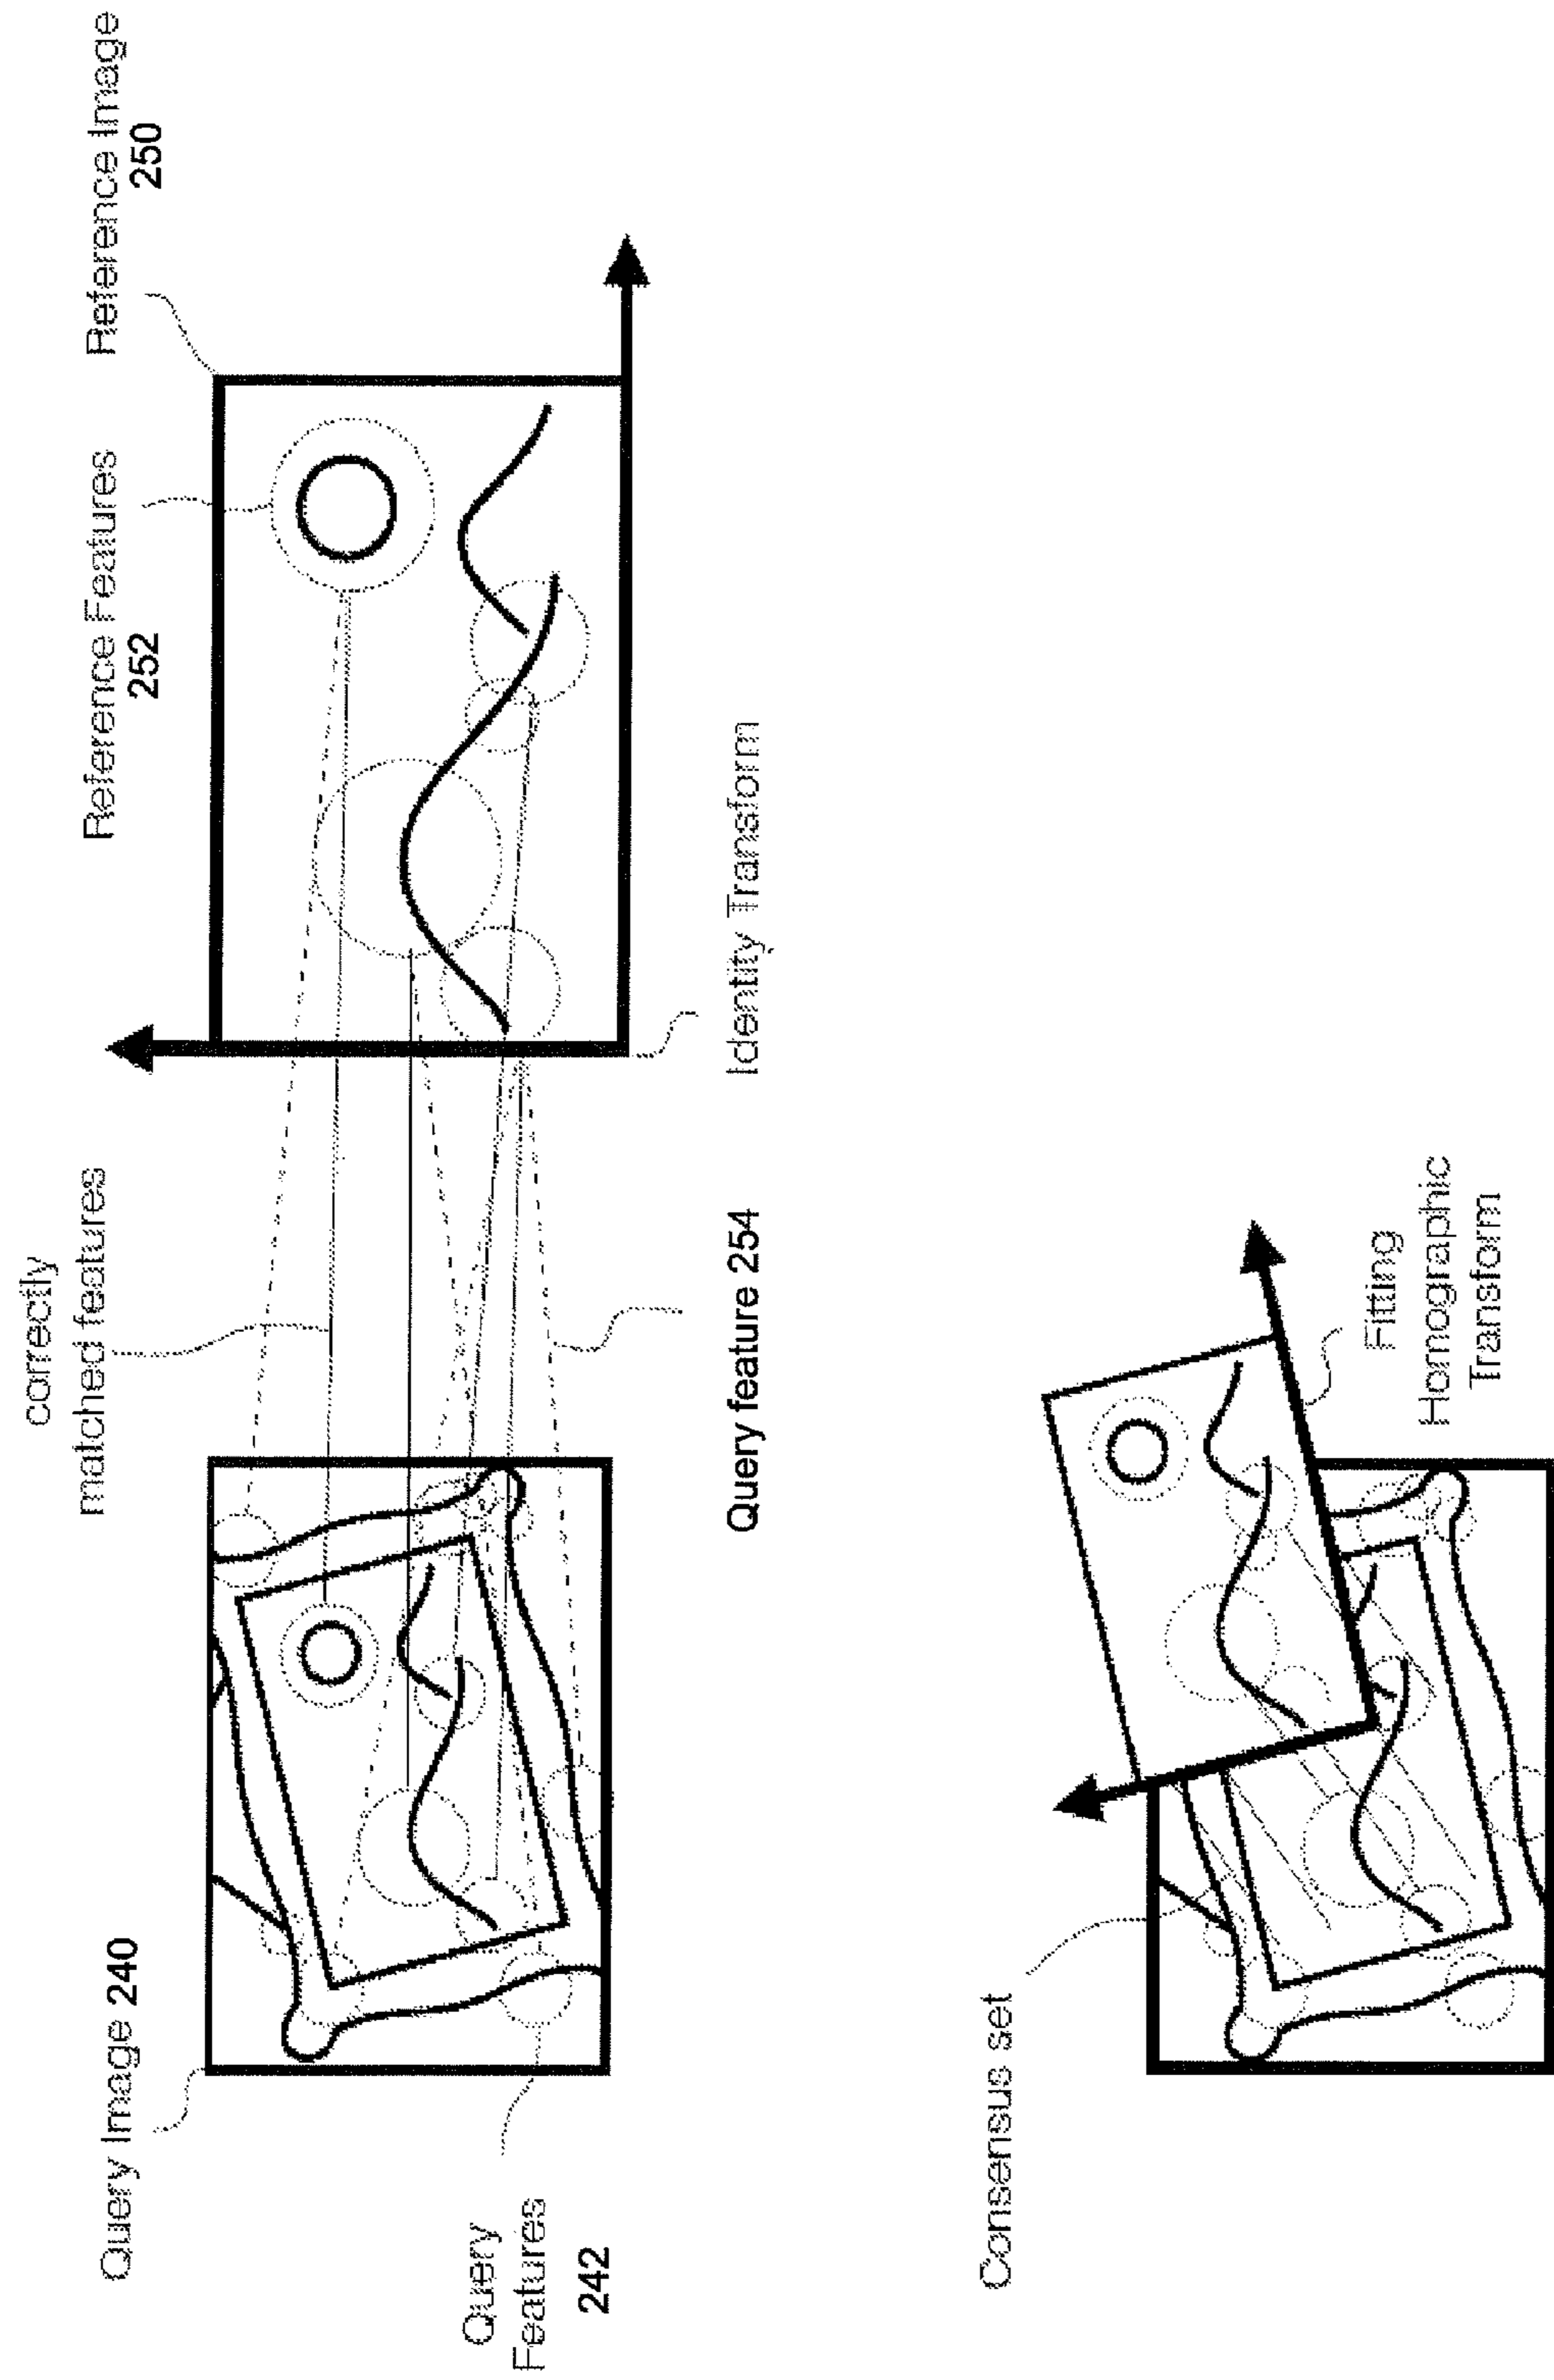 correctly
matched features
Query Image 240
Reference Features
252
Reference Image
250
Query
Features
242
Query feature 254
Identity Transform
Consensus set
Fitting
Homographic
Transform